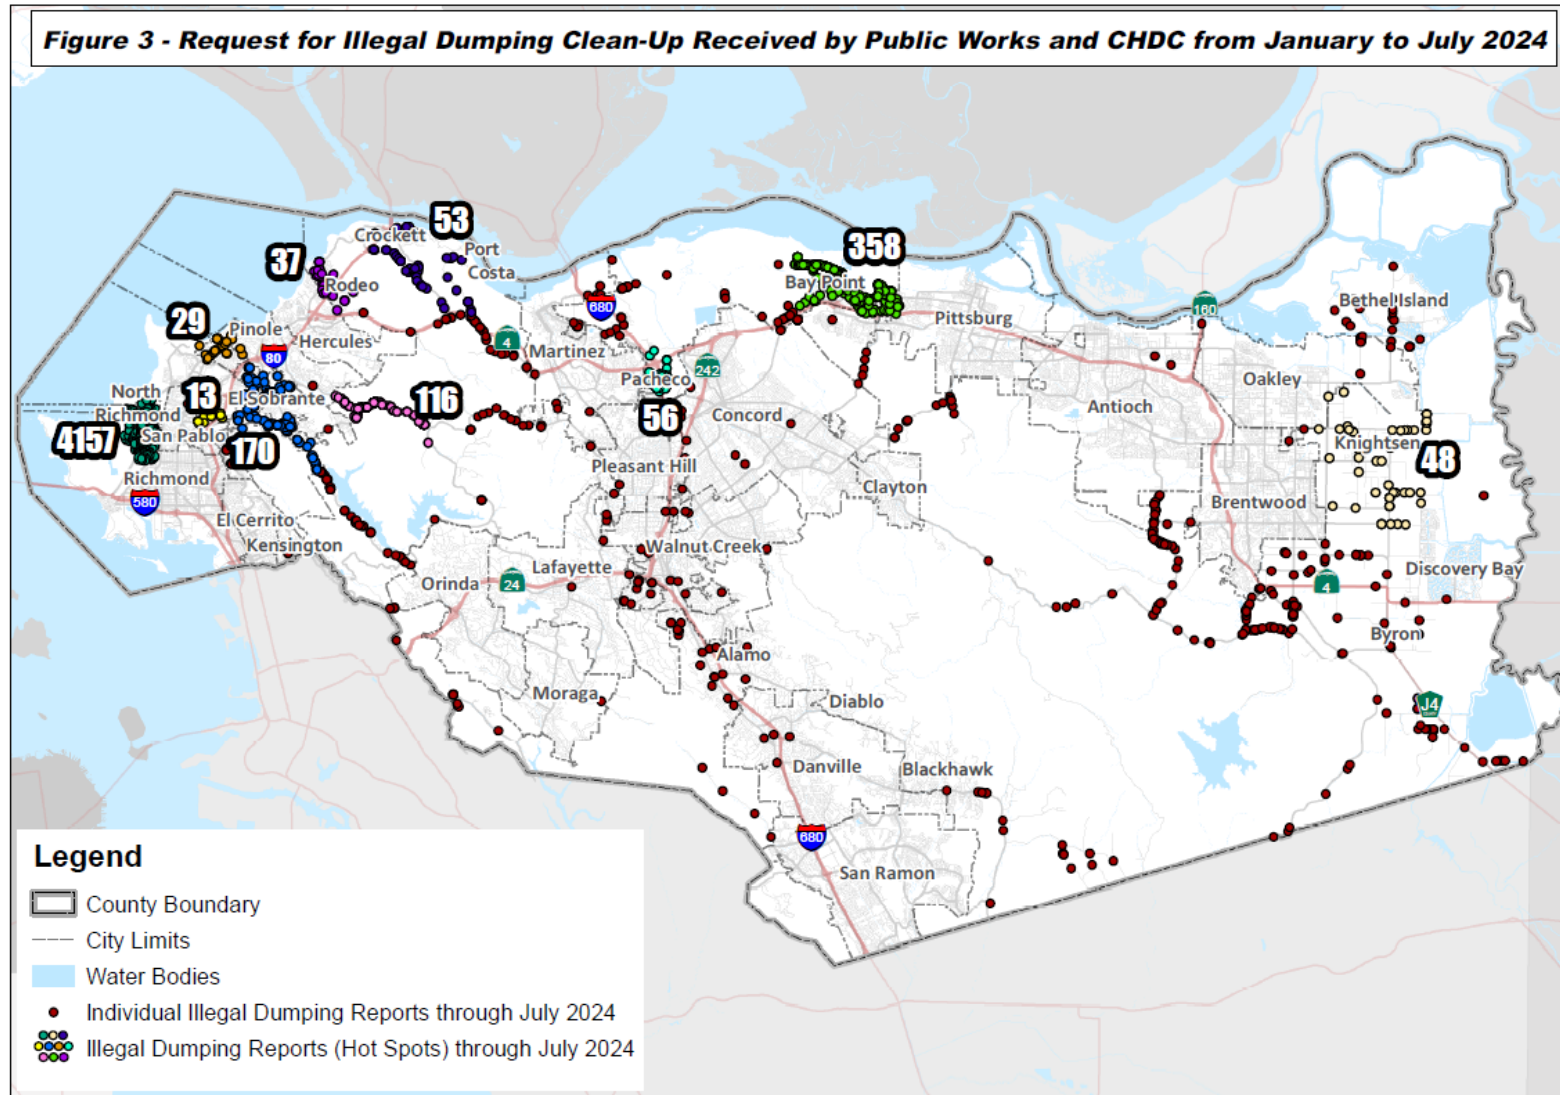 Figure 3 - Request for Illegal Dumping Clean-Up Received by Public Works and CHDC from January to July 2024
53
Crockett
Port
Costa
358
37
Rodeo
Bay Point
680
160
Bethel Island
29
Pinole
Hercules
80
4
Martinez
Pittsburg
North
Richmond
13
El Sobrante
116
Pacheco
242
56
Concord
Antioch
Oakley
4157
San Pablo
170
Knightsen
48
Richmond
580
Pleasant Hill
Clayton
Brentwood
El Cerrito
Kensington
Walnut Creek
Orinda
24
Lafayette
4
Discovery Bay
Byron
Alamo
Moraga
Diablo
J4
Danville
Blackhawk
680
San Ramon
Legend
County Boundary
City Limits
Water Bodies
Individual Illegal Dumping Reports through July 2024
Illegal Dumping Reports (Hot Spots) through July 2024